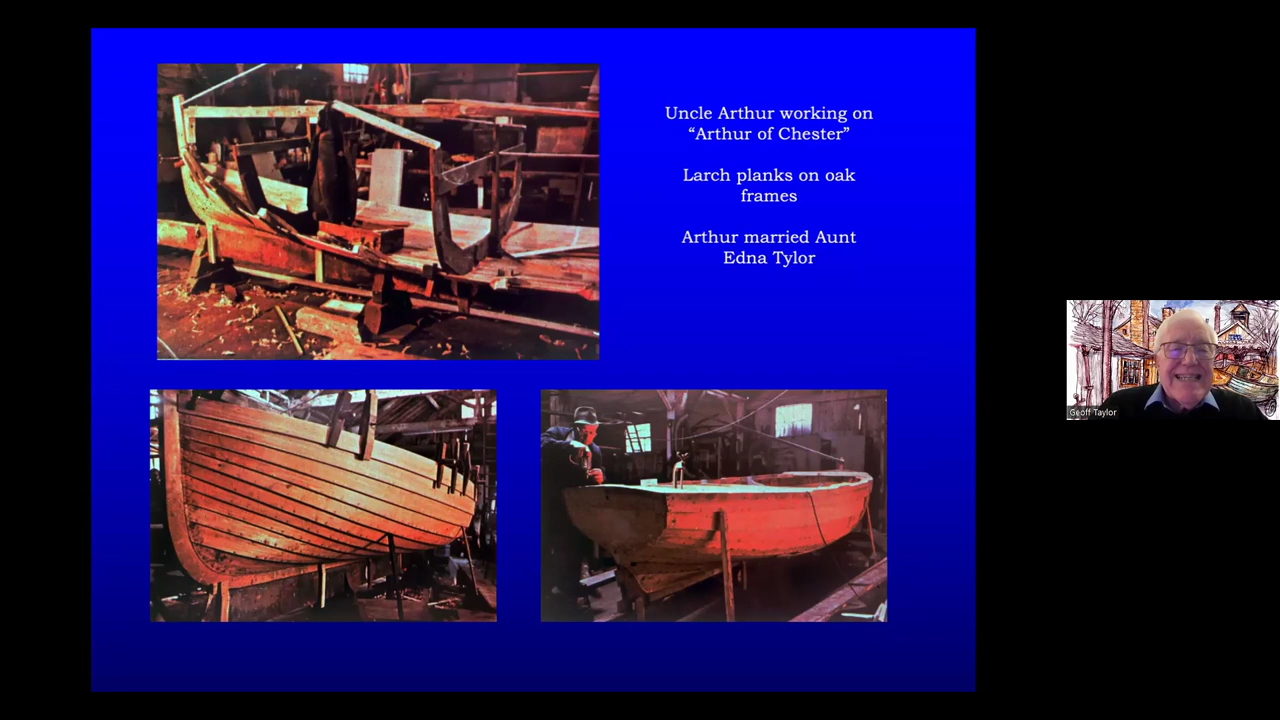 Uncle Arthur working on
“Arthur of Chester”
Larch planks on oak
frames
Arthur married Aunt
Edna Tylor
Geoff Taylor